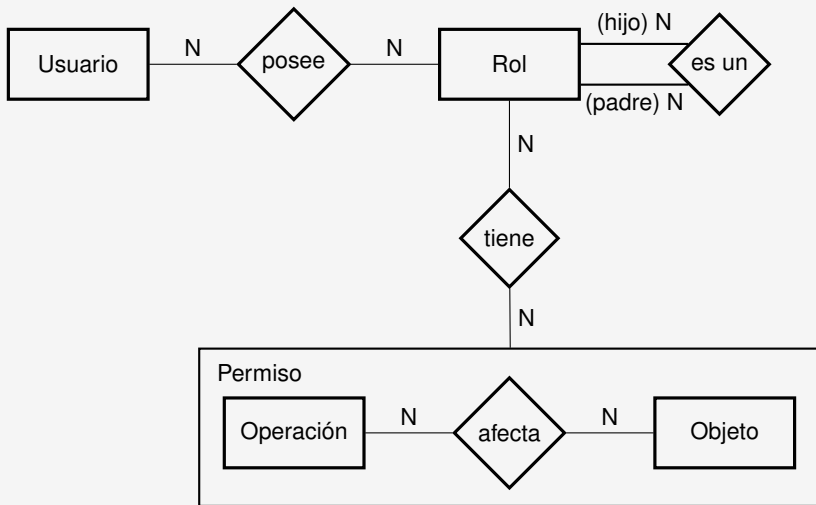 (hijo) N
Usuario N posee N Rol es un
(padre) N
N
tiene
N
Permiso
Operación N afecta N Objeto